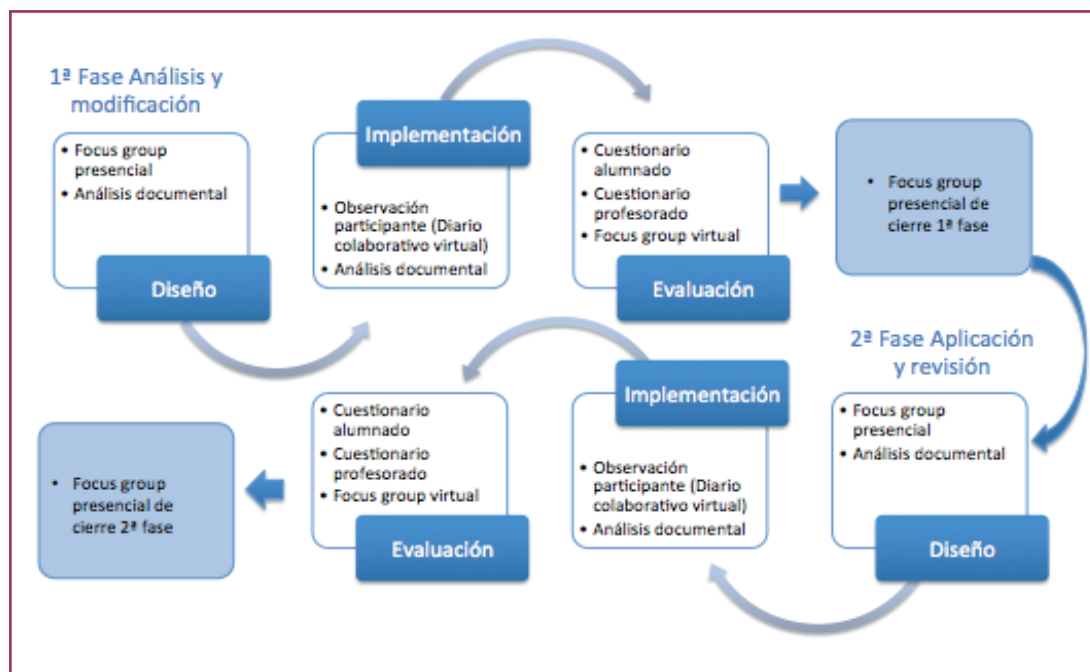 1ª Fase Análisis y
modificación
• Focus group
presencial
• Análisis documental
Diseño
Implementación
• Observación
participante (Diario
colaborativo virtual)
• Análisis documental
• Cuestionario
alumnado
• Cuestionario
profesorado
• Focus group virtual
Evaluación
• Focus group
presencial de
cierre 1ª fase
2ª Fase Aplicación
y revisión
• Focus group
presencial
• Análisis documental
Diseño
Implementación
• Observación
participante (Diario
colaborativo virtual)
• Análisis documental
• Cuestionario
alumnado
• Cuestionario
profesorado
• Focus group virtual
Evaluación
• Focus group
presencial de
cierre 2ª fase